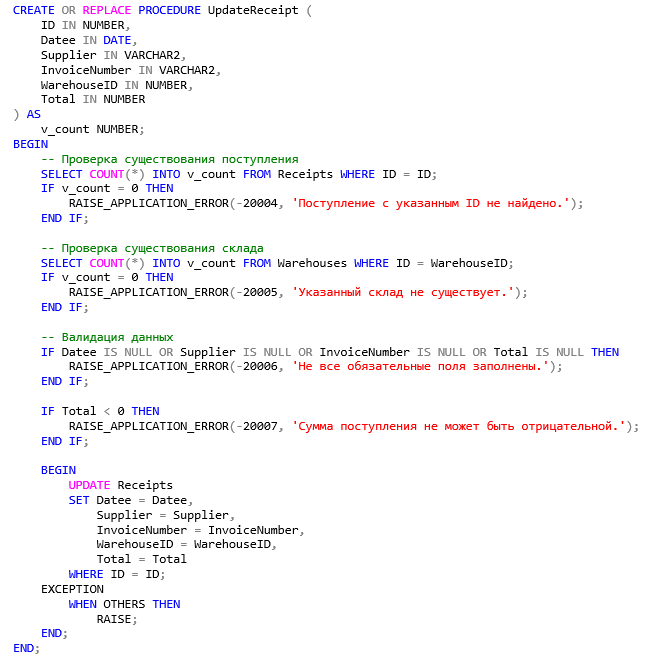 CREATE OR REPLACE PROCEDURE UpdateReceipt (
    ID IN NUMBER,
    Datee IN DATE,
    Supplier IN VARCHAR2,
    InvoiceNumber IN VARCHAR2,
    WarehouseID IN NUMBER,
    Total IN NUMBER
) AS
    v_count NUMBER;
BEGIN
    -- Проверка существования поступления
    SELECT COUNT(*) INTO v_count FROM Receipts WHERE ID = ID;
    IF v_count = 0 THEN
        RAISE_APPLICATION_ERROR(-20004, 'Поступление с указанным ID не найдено.');
    END IF;

    -- Проверка существования склада
    SELECT COUNT(*) INTO v_count FROM Warehouses WHERE ID = WarehouseID;
    IF v_count = 0 THEN
        RAISE_APPLICATION_ERROR(-20005, 'Указанный склад не существует.');
    END IF;

    -- Валидация данных
    IF Datee IS NULL OR Supplier IS NULL OR InvoiceNumber IS NULL OR Total IS NULL THEN
        RAISE_APPLICATION_ERROR(-20006, 'Не все обязательные поля заполнены.');
    END IF;

    IF Total < 0 THEN
        RAISE_APPLICATION_ERROR(-20007, 'Сумма поступления не может быть отрицательной.');
    END IF;

    BEGIN
        UPDATE Receipts
        SET Datee = Datee,
            Supplier = Supplier,
            InvoiceNumber = InvoiceNumber,
            WarehouseID = WarehouseID,
            Total = Total
        WHERE ID = ID;
    EXCEPTION
        WHEN OTHERS THEN
            RAISE;
    END;
END;